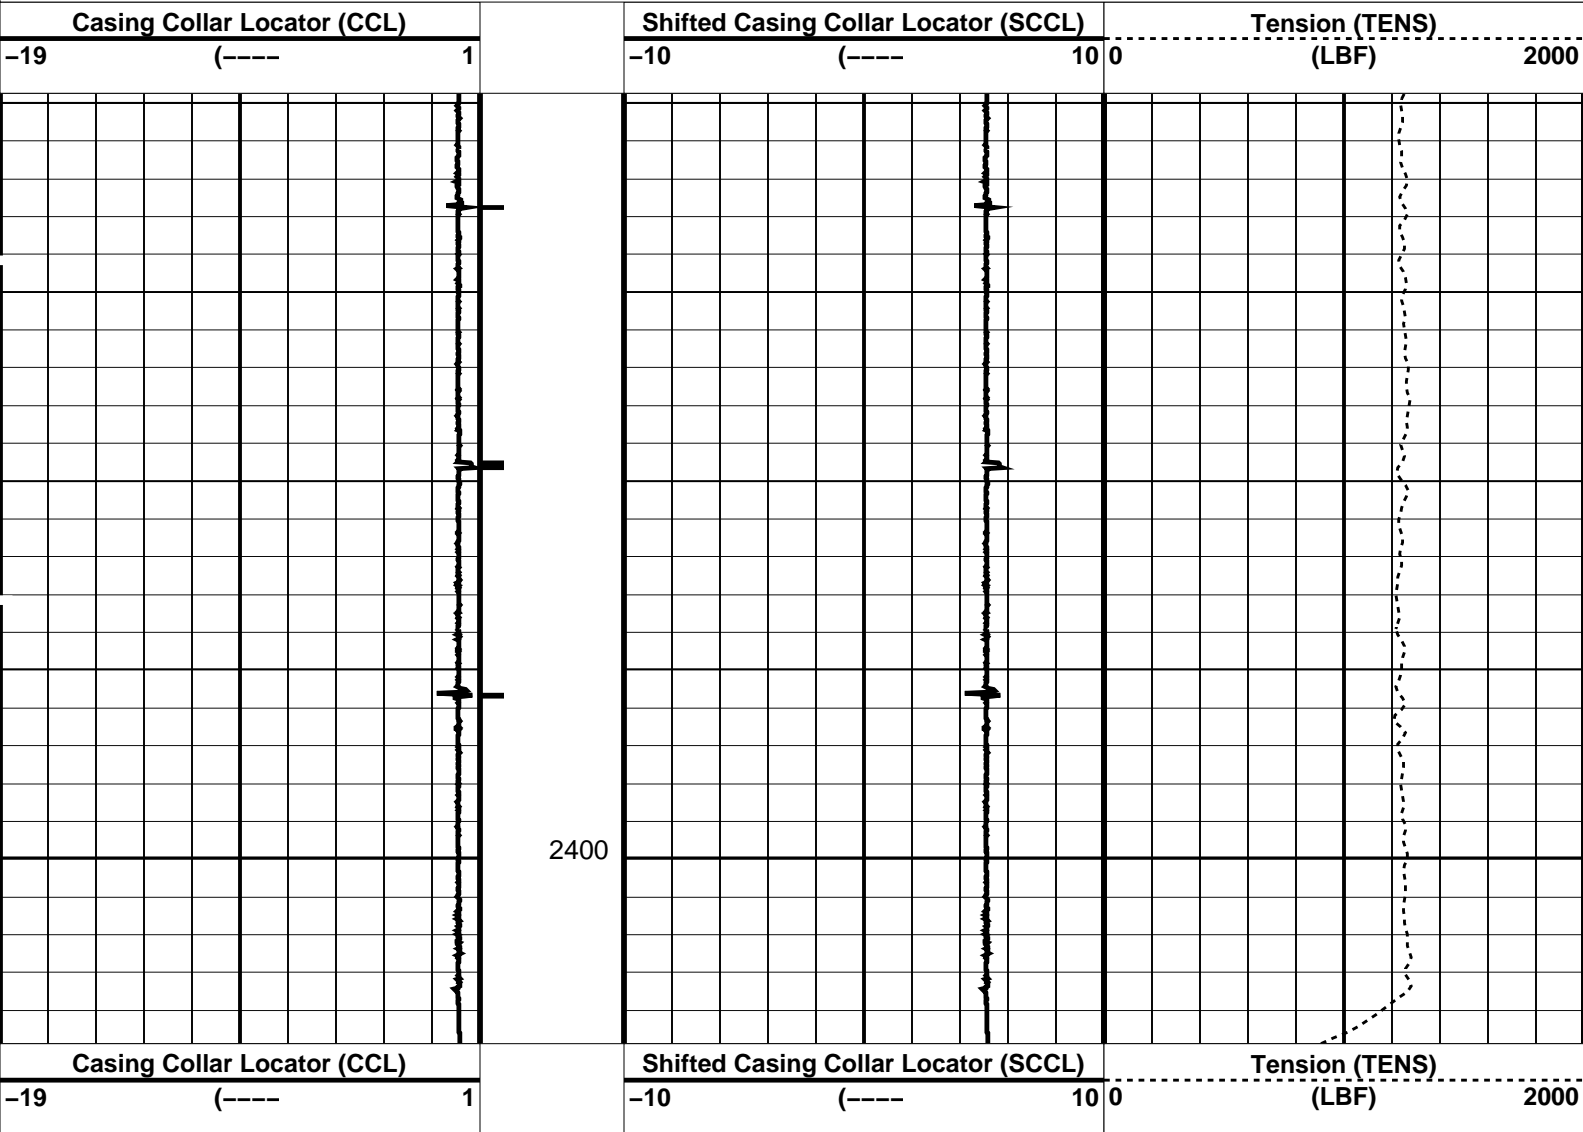 Casing Collar Locator (CCL) Shifted Casing Collar Locator (SCCL) Tension (TENS)
−19 (−−−− 1 −10 (−−−− 10 0 (LBF) 2000
2400
Casing Collar Locator (CCL) Shifted Casing Collar Locator (SCCL) Tension (TENS)
−19 (−−−− 1 −10 (−−−− 10 0 (LBF) 2000